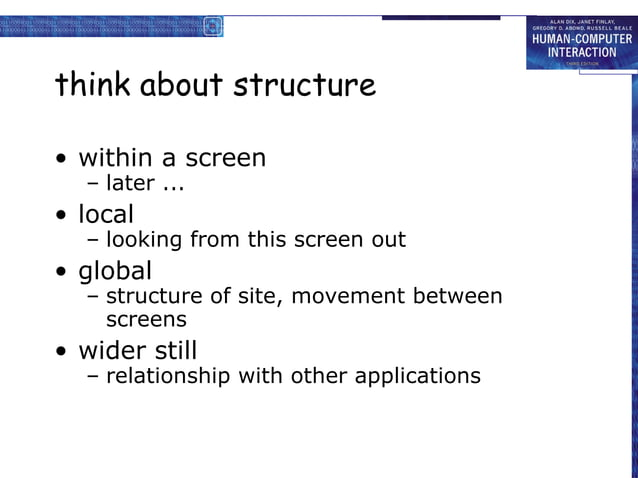 ALAN DIX, JANET FINLAY,
GREGORY D. ABOWD, RUSSELL BEALE
HUMAN-COMPUTER
INTERACTION
THIRD EDITION
think about structure
• within a screen
– later ...
• local
– looking from this screen out
• global
– structure of site, movement between
screens
• wider still
– relationship with other applications